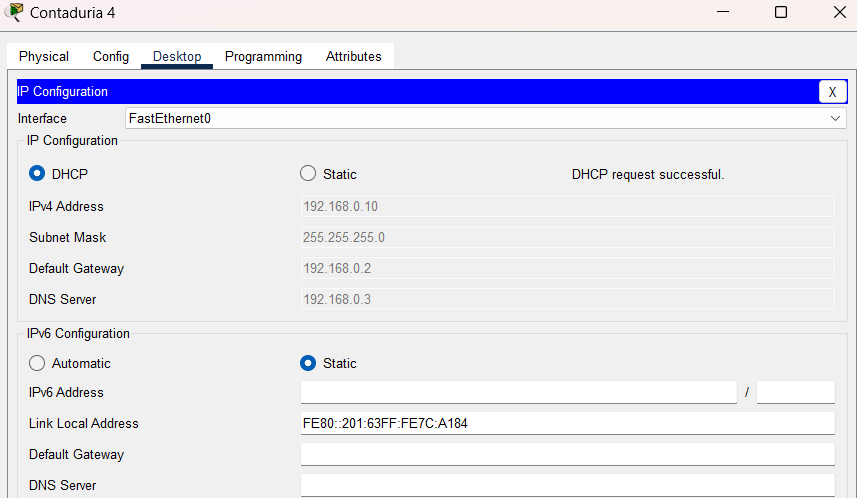 Contaduria 4
Physical Config Desktop Programming Attributes
IP Configuration X
Interface FastEthernet0
IP Configuration
DHCP Static DHCP request successful.
IPv4 Address 192.168.0.10
Subnet Mask 255.255.255.0
Default Gateway 192.168.0.2
DNS Server 192.168.0.3
IPv6 Configuration
Automatic Static
IPv6 Address /
Link Local Address FE80::201:63FF:FE7C:A184
Default Gateway
DNS Server